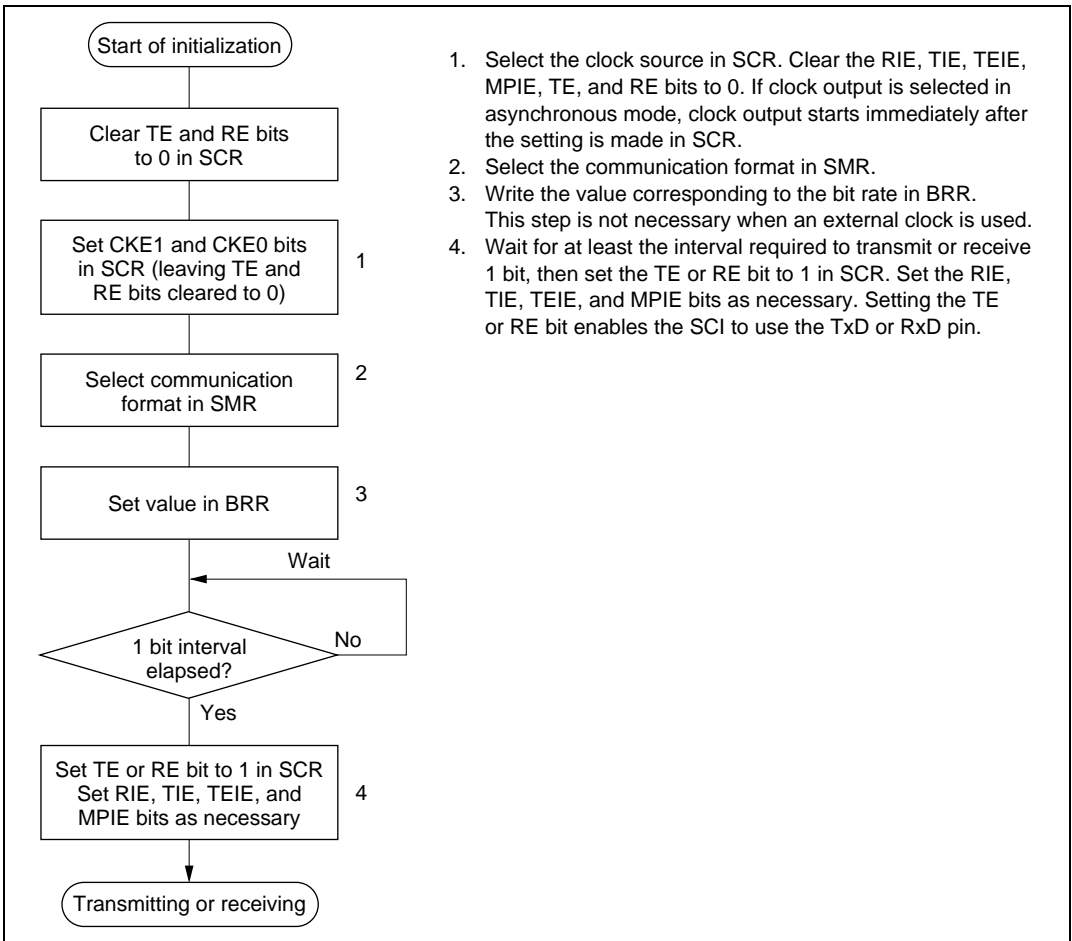 Start of initialization
Clear TE and RE bits
to 0 in SCR
Set CKE1 and CKE0 bits
in SCR (leaving TE and
RE bits cleared to 0)
1
Select communication
format in SMR
2
Set value in BRR
3
Wait
1 bit interval
elapsed?
No
Yes
Set TE or RE bit to 1 in SCR
Set RIE, TIE, TEIE, and
MPIE bits as necessary
4
Transmitting or receiving
1. Select the clock source in SCR. Clear the RIE, TIE, TEIE,
MPIE, TE, and RE bits to 0. If clock output is selected in
asynchronous mode, clock output starts immediately after
the setting is made in SCR.
2. Select the communication format in SMR.
3. Write the value corresponding to the bit rate in BRR.
This step is not necessary when an external clock is used.
4. Wait for at least the interval required to transmit or receive
1 bit, then set the TE or RE bit to 1 in SCR. Set the RIE,
TIE, TEIE, and MPIE bits as necessary. Setting the TE
or RE bit enables the SCI to use the TxD or RxD pin.